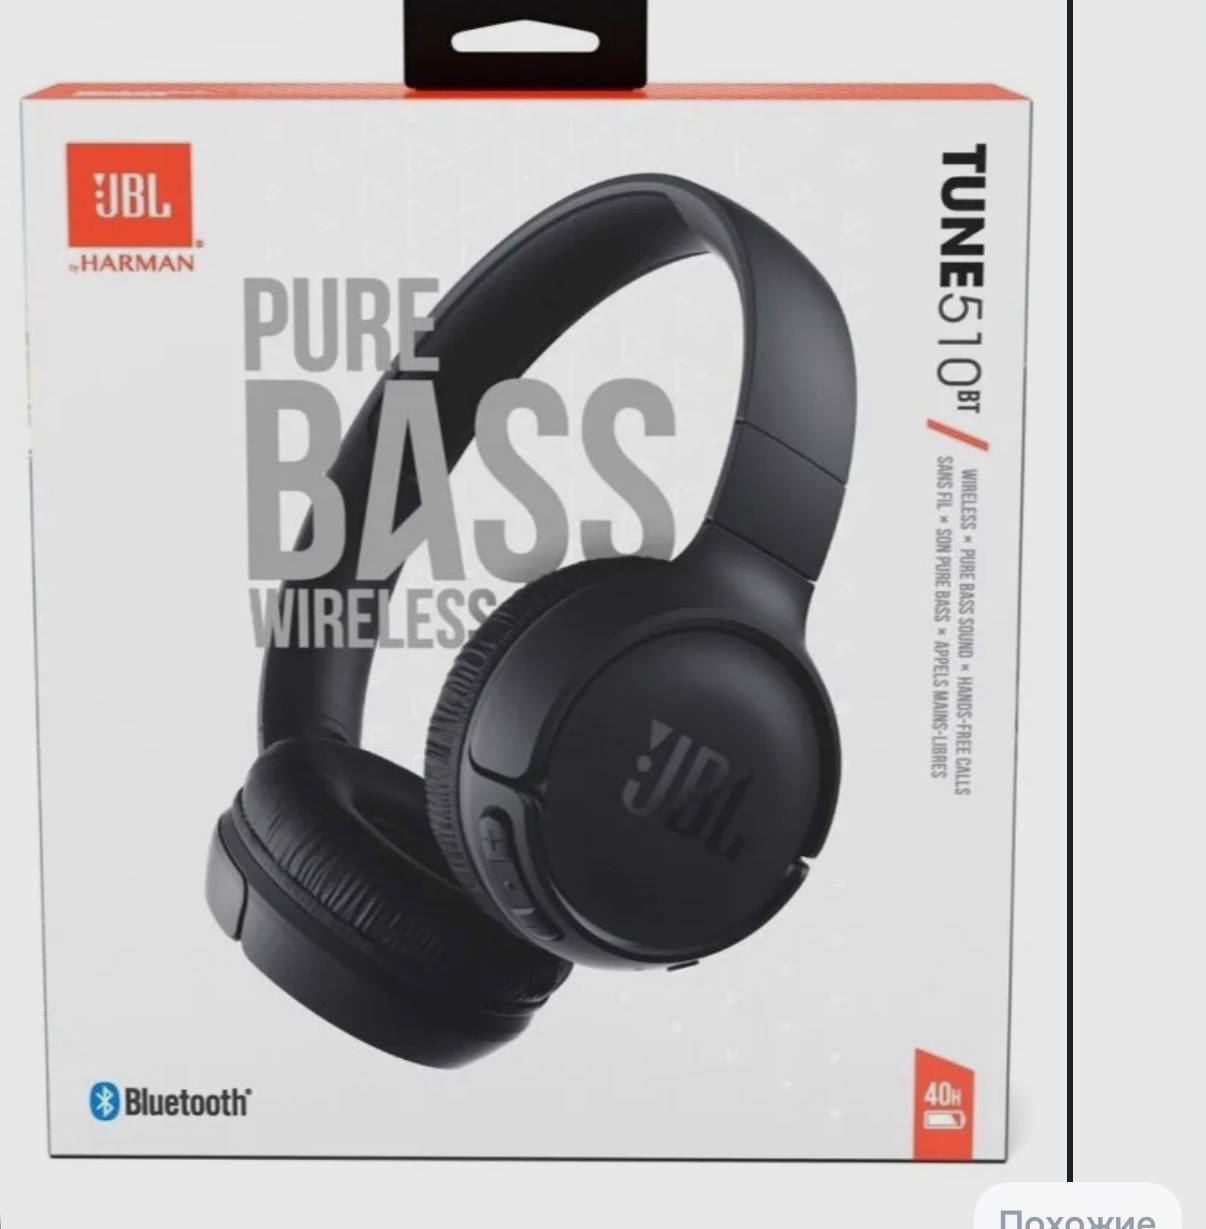 JBL
by HARMAN
PURE
BASS
WIRELESS
TUNE510BT
WIRELESS × PURE BASS SOUND × HANDS-FREE CALLS
SANS FIL × SON PURE BASS × APPELS MAINS-LIBRES
JBL
Bluetooth®
40H
Похожие